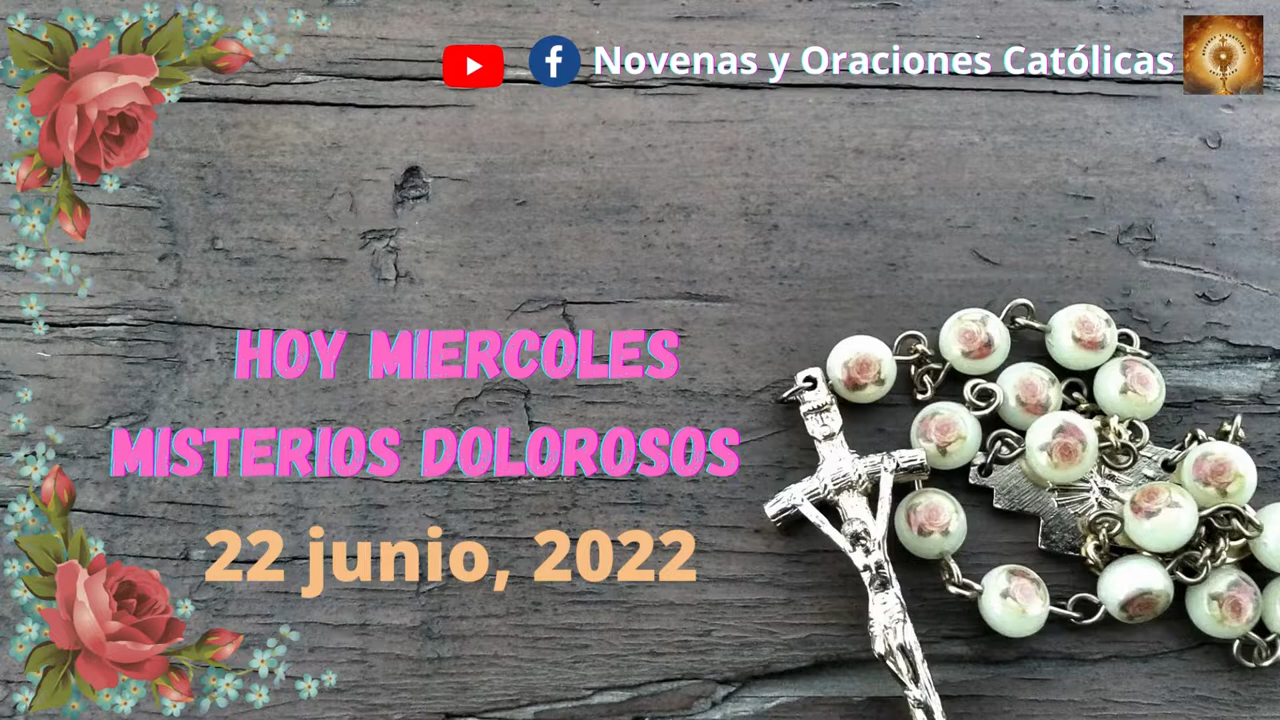 Novenas y Oraciones Católicas
HOY MIERCOLES
MISTERIOS DOLOROSOS
22 junio, 2022